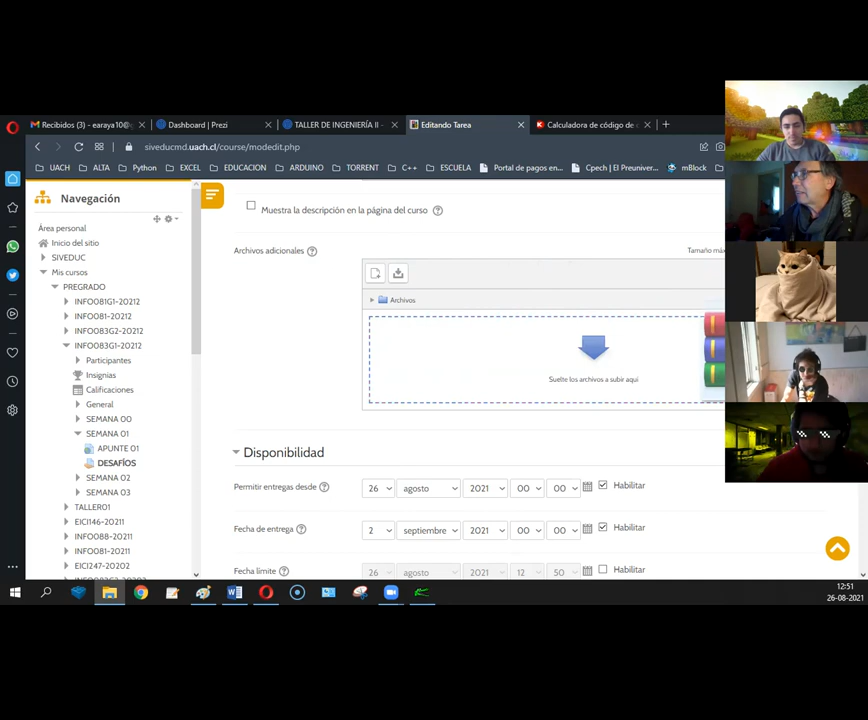 Recibidos (3) - earaya10@
Dashboard | Prezi
TALLER DE INGENIERÍA II -
Editando Tarea
Calculadora de código de c
siveducmd.uach.cl/course/modedit.php
UACH
ALTA
Python
EXCEL
EDUCACION
ARDUINO
TORRENT
C++
ESCUELA
Portal de pagos en...
Cpech | El Preuniver...
mBlock
Navegación
Área personal
Inicio del sitio
SIVEDUC
Mis cursos
PREGRADO
INFO081G1-20212
INFO081-20212
INFO083G2-20212
INFO083G1-20212
Participantes
Insignias
Calificaciones
General
SEMANA 00
SEMANA 01
APUNTE 01
DESAFÍOS
SEMANA 02
SEMANA 03
TALLER01
EICI146-20211
INFO088-20211
INFO081-20211
EICI247-20202
Muestra la descripción en la página del curso
Archivos adicionales
Tamaño máx
Archivos
Suelte los archivos a subir aquí
Disponibilidad
Permitir entregas desde
26 agosto 2021 00 00 Habilitar
Fecha de entrega
2 septiembre 2021 00 00 Habilitar
Fecha límite
26 agosto 2021 12 50 Habilitar
12:51
26-08-2021